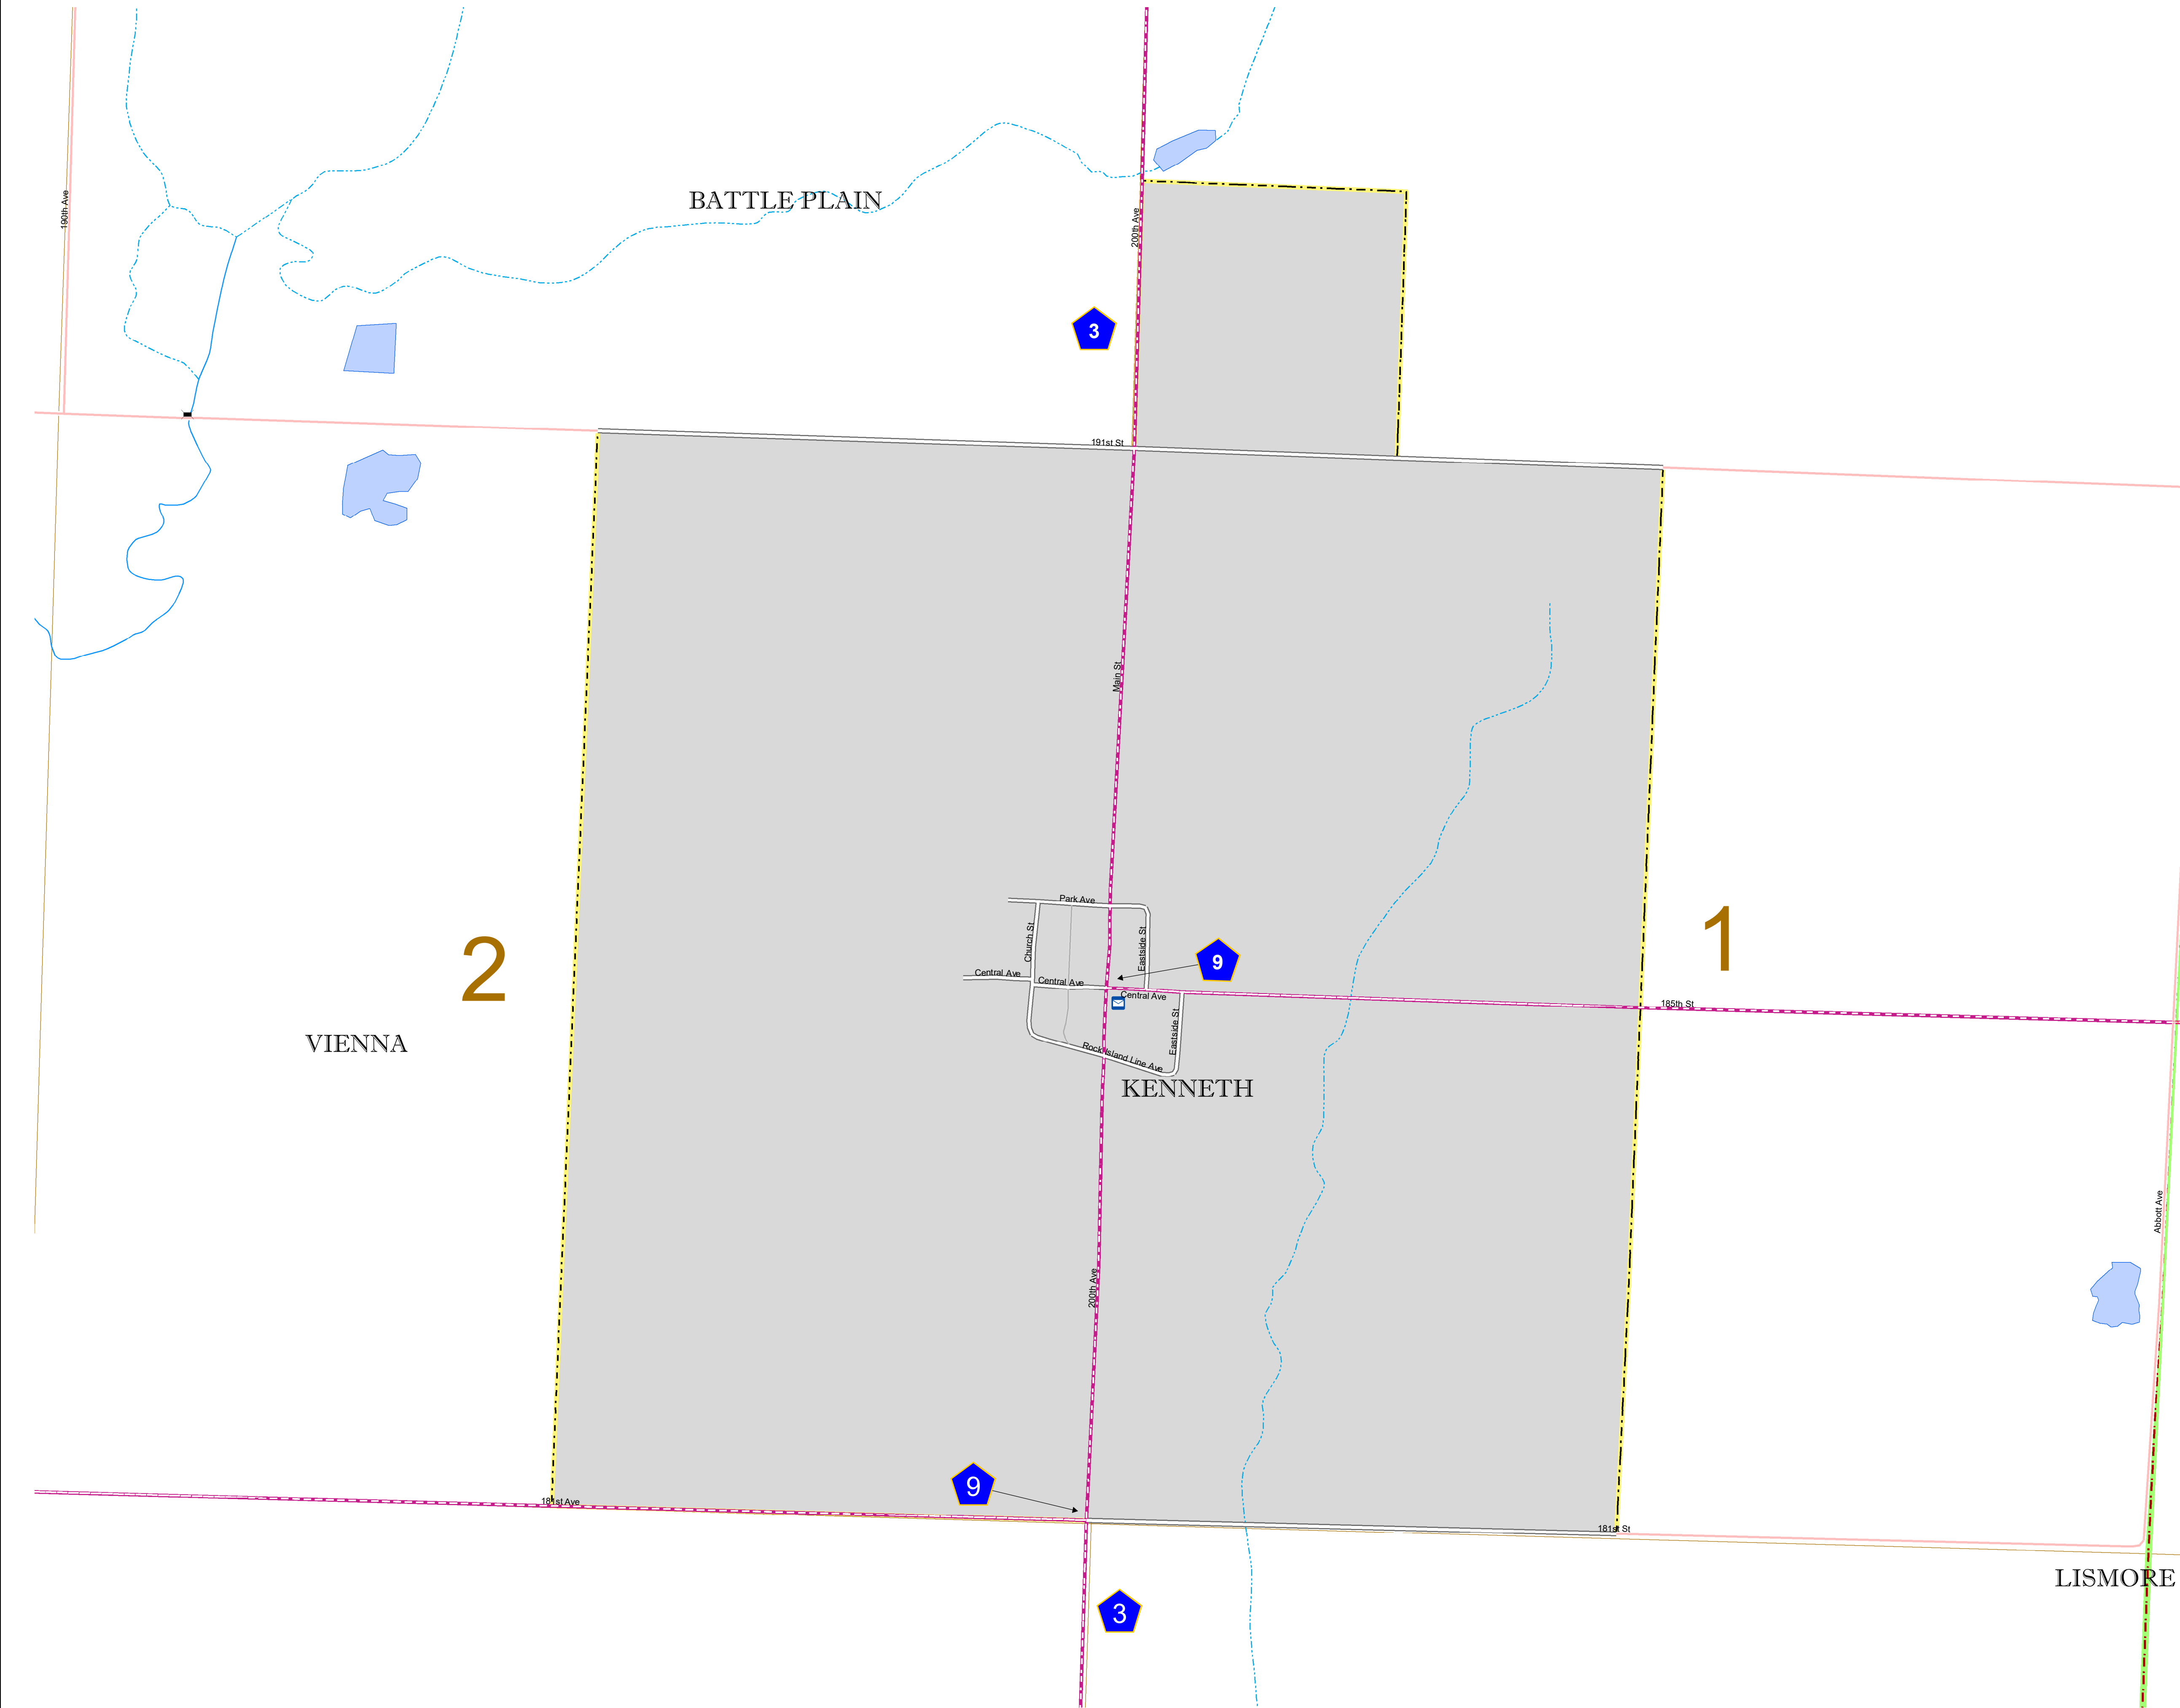 190th Ave
BATTLE PLAIN
200th Ave
3
191st St
Main St
Park Ave
Church St
Eastside St
9
2
1
Central Ave
Central Ave
Central Ave
185th St
Eastside St
VIENNA
Rock Island Line Ave
KENNETH
Abbott Ave
200th Ave
9
181st Ave
181st St
LISMORE
3